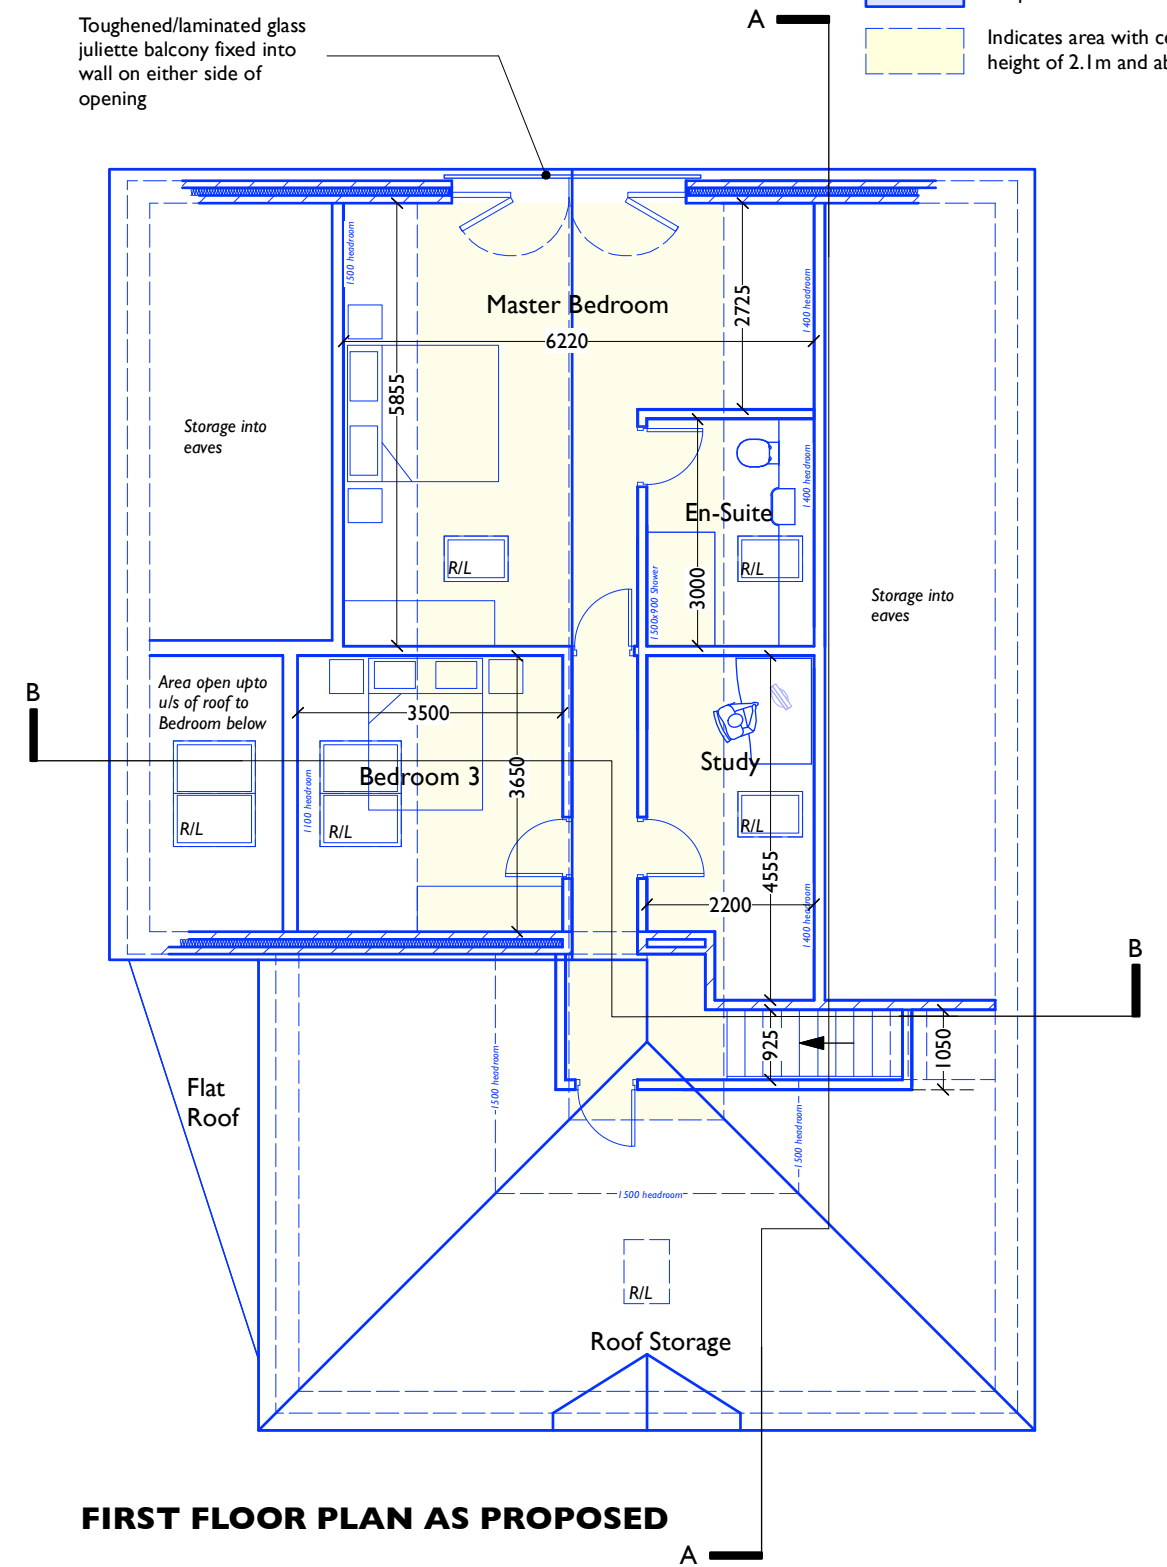 Toughened/laminated glass
juliette balcony fixed into
wall on either side of
opening
A
Indicates area with
height of 2.1m and
1500 headroom
Master Bedroom
2725
1400 headroom
6220
5855
Storage into
eaves
1400 headroom
En-Suite
R/L
R/L
3000
1500x900 Shower
Storage into
eaves
Area open upto
u/s of roof to
Bedroom below
B
3500
Study
Bedroom 3
3650
1100 headroom
R/L
R/L
R/L
4555
2200
1400 headroom
B
925
1050
Flat
Roof
1500 headroom
1500 headroom
1500 headroom
R/L
Roof Storage
FIRST FLOOR PLAN AS PROPOSED
A